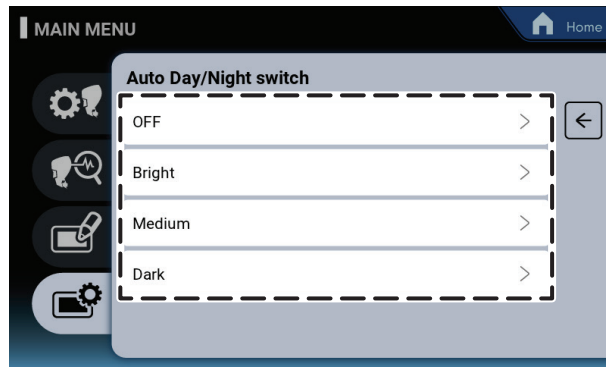 MAIN MENU
Home
Auto Day/Night switch
OFF
Bright
Medium
Dark